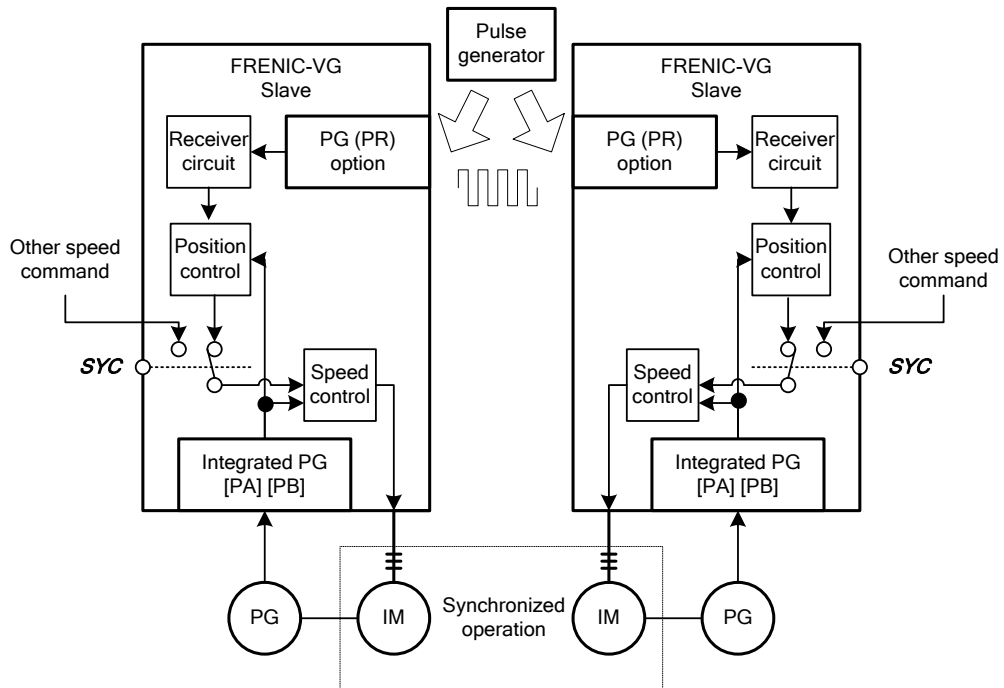 Pulse
generator
FRENIC-VG
Slave
Receiver
circuit
PG (PR)
option
Position
control
Other speed
command
SYC
Speed
control
Integrated PG
[PA] [PB]
PG
IM
FRENIC-VG
Slave
PG (PR)
option
Receiver
circuit
Position
control
Other speed
command
SYC
Speed
control
Integrated PG
[PA] [PB]
Synchronized
operation
IM
PG